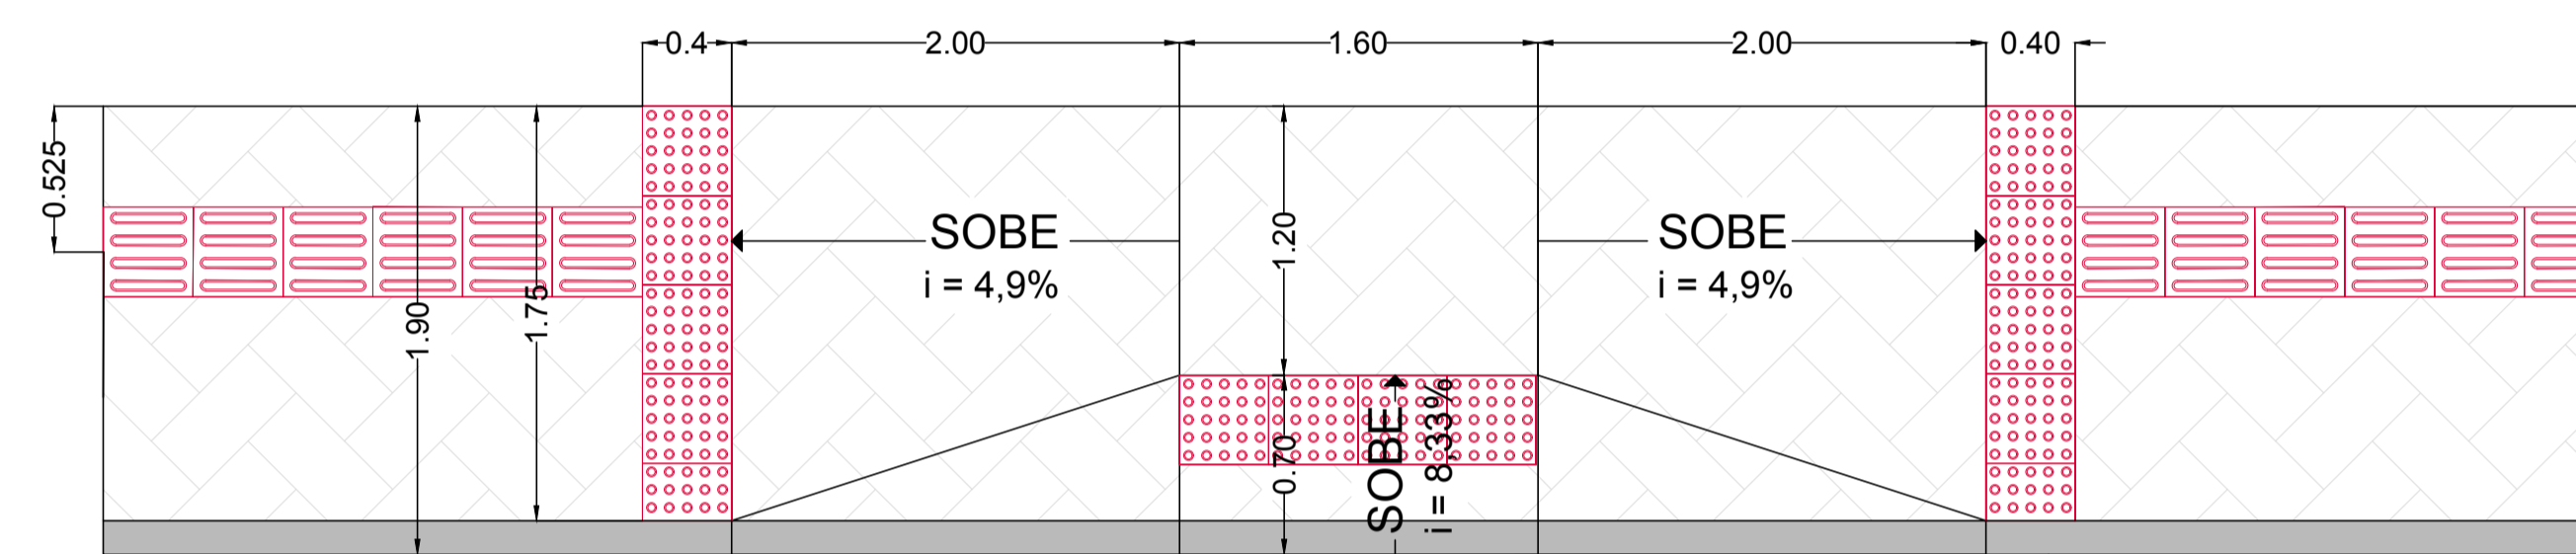 0.4
2.00
1.60
2.00
0.40
0.525
1.90
1.75
SOBE
i = 4,9%
1.20
SOBE
i = 4,9%
0.70
SOBE
i = 8,33%